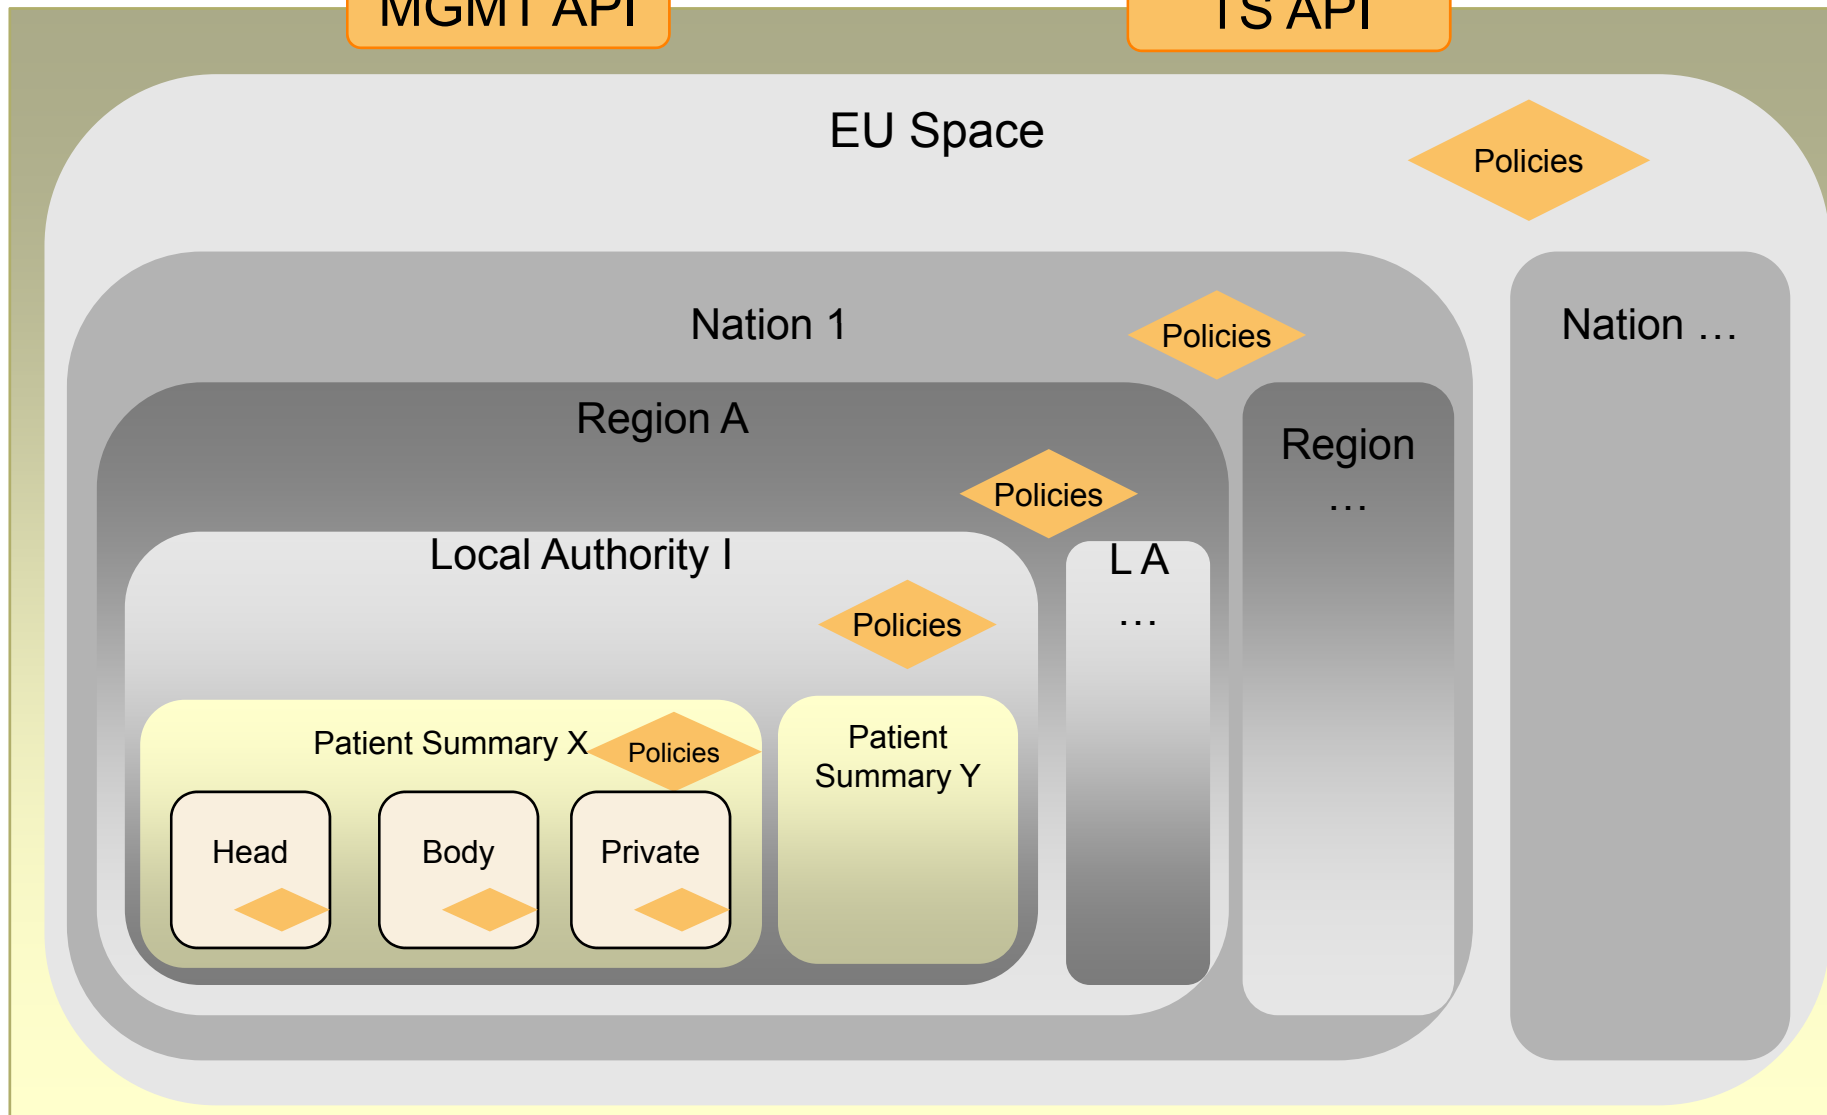 MGMT API
TS API
EU Space
Policies
Nation 1
Policies
Nation …
Region A
Region
…
Policies
Local Authority I
L A
…
Policies
Patient Summary X
Policies
Patient
Summary Y
Head
Body
Private